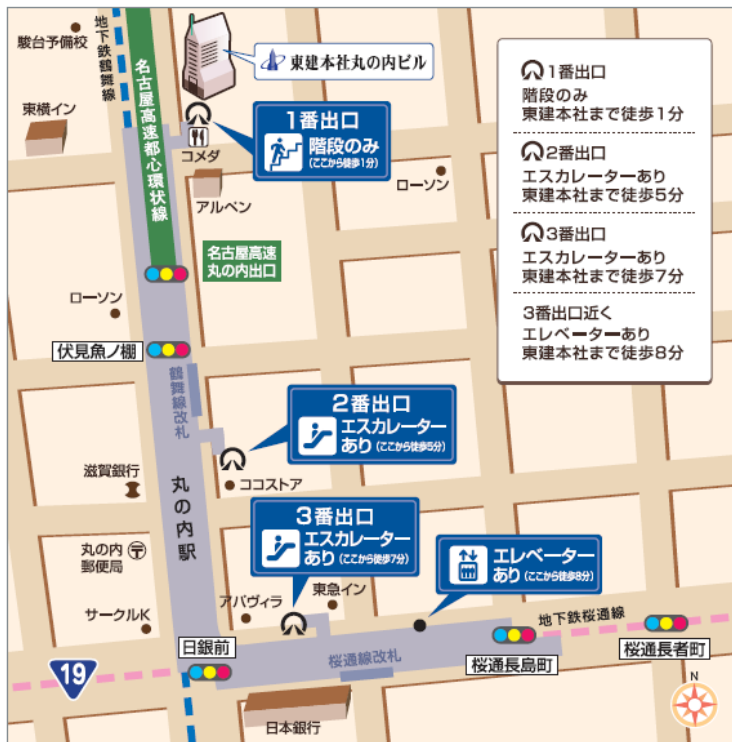 駿台予備校
地下鉄鶴舞線
名古屋高速都心環状線
東建本社丸の内ビル
東横イン
1番出口
階段のみ
(ここから徒歩1分)
コメダ
アルペン
ローソン
名古屋高速
丸の内出口
ローソン
伏見魚ノ棚
鶴舞線改札
2番出口
エスカレーター
あり(ここから徒歩5分)
ココストア
滋賀銀行
丸の内駅
3番出口
エスカレーター
あり(ここから徒歩7分)
丸の内
郵便局
〒
エレベーター
あり(ここから徒歩8分)
アパヴィラ
東急イン
サークルK
地下鉄桜通線
日銀前
桜通線改札
桜通長島町
桜通長者町
19
日本銀行
N
1番出口
階段のみ
東建本社まで徒歩1分
2番出口
エスカレーターあり
東建本社まで徒歩5分
3番出口
エスカレーターあり
東建本社まで徒歩7分
3番出口近く
エレベーターあり
東建本社まで徒歩8分